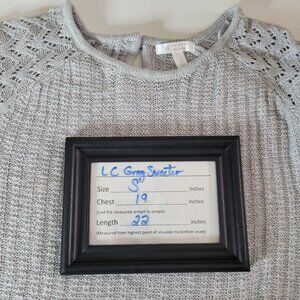 LC Gray Sweater
Size S inches
Chest 19 inches
(Laid flat measured armpit to armpit)
Length 22 inches
(Measured from highest point of shoulder to bottom seam)